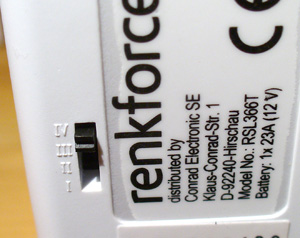 IV
III
II
I
renkforce
distributed by
Conrad Electronic SE
Klaus-Conrad-Str. 1
D-92240-Hirschau
Model No.: RSL366T
Battery: 1x 23A (12 V)
CE